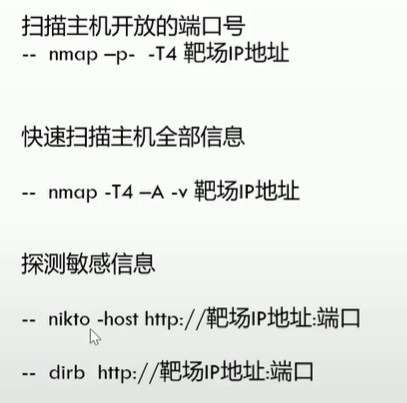 扫描主机开放的端口号
-- nmap –p- -T4 靶场IP地址
快速扫描主机全部信息
-- nmap -T4 –A -v 靶场IP地址
探测敏感信息
-- nikto -host http://靶场IP地址:端口
-- dirb http://靶场IP地址:端口